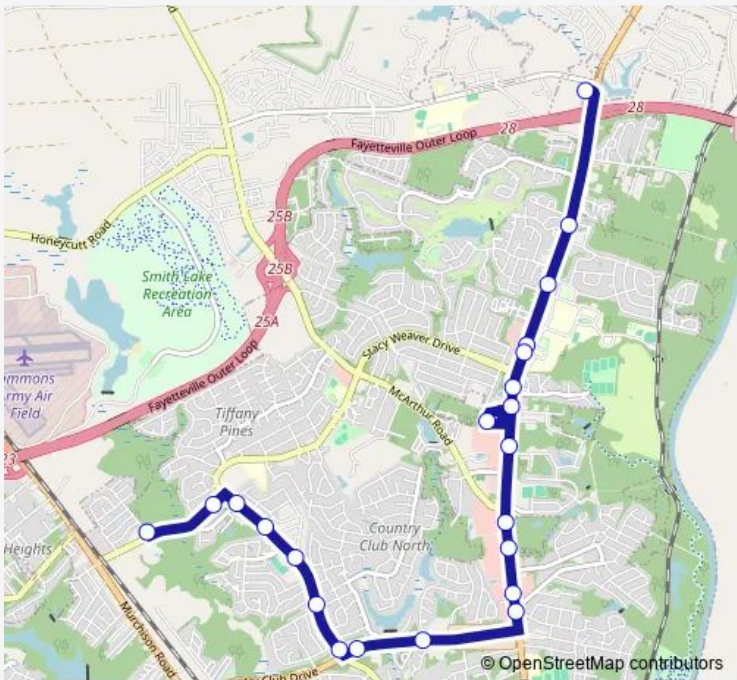 28
28
Fayetteville Outer Loop
25B
Honeycutt Road
25B
Smith Lake
Recreation
Area
25A
Stacy Weaver Drive
Fayetteville Outer Loop
McArthur Road
Army Air
Field
Tiffany
Pines
23
Country
Club North
Heights
Murchison Road
Club Drive
© OpenStreetMap contributors